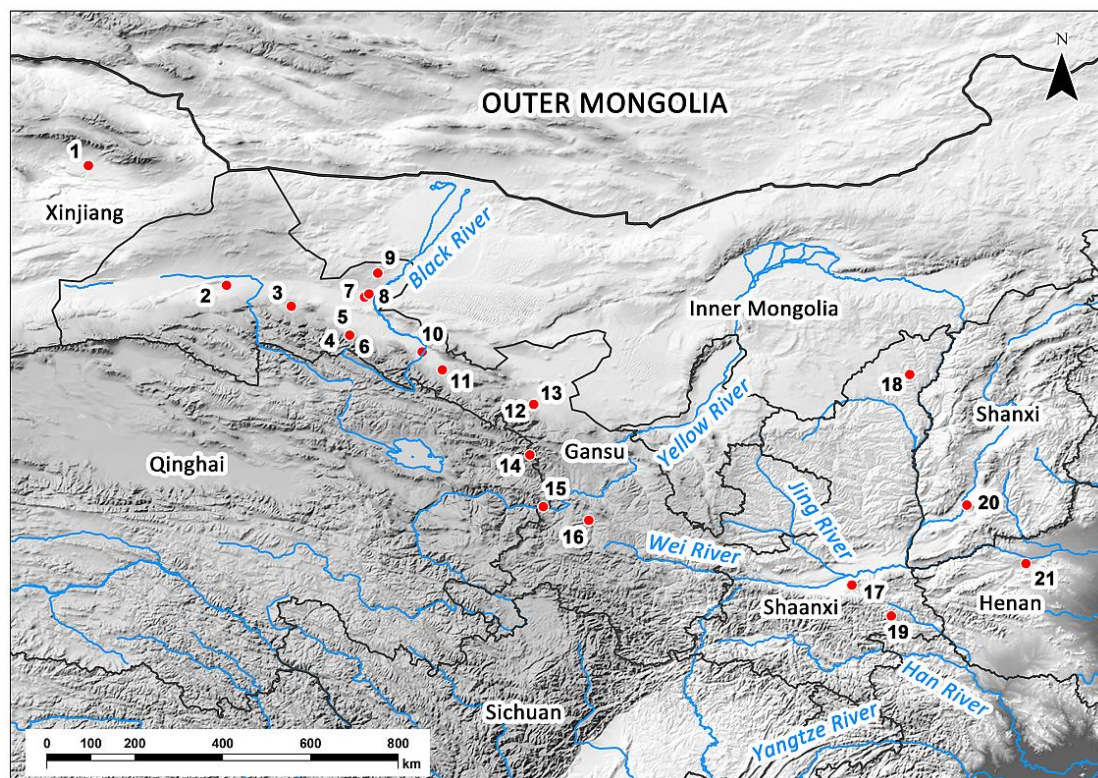 N
OUTER MONGOLIA
1
Xinjiang
Black River
9
2
3
7
8
5
4
6
10
Inner Mongolia
11
18
12
13
Shanxi
Yellow River
Gansu
Qinghai
14
15
Jing River
20
16
Wei River
21
17
Shaanxi
Henan
19
Han River
Sichuan
Yangtze River
0 100 200 400 600 800
km